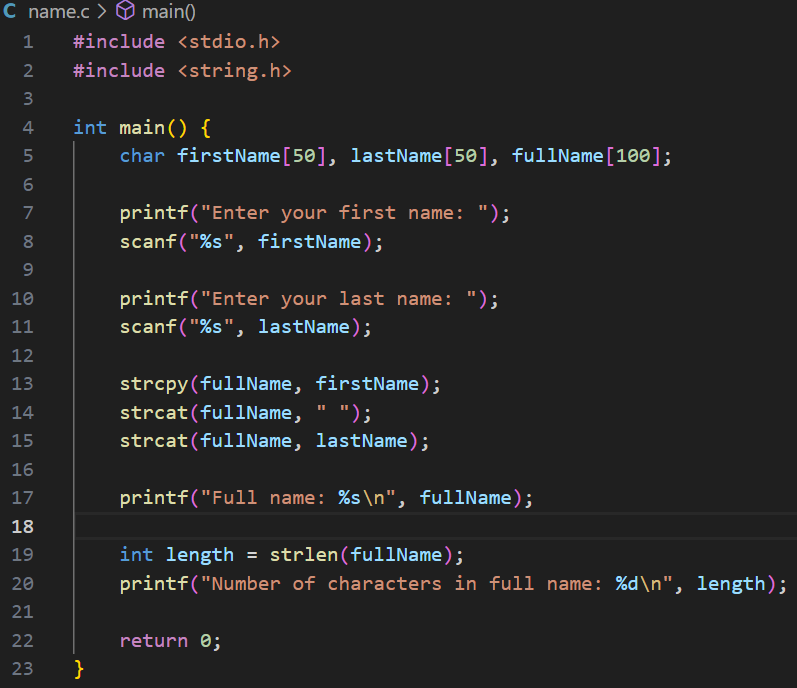 C name.c > main()
1 #include <stdio.h>
2 #include <string.h>
3
4 int main() {
5     char firstName[50], lastName[50], fullName[100];
6
7     printf("Enter your first name: ");
8     scanf("%s", firstName);
9
10     printf("Enter your last name: ");
11     scanf("%s", lastName);
12
13     strcpy(fullName, firstName);
14     strcat(fullName, " ");
15     strcat(fullName, lastName);
16
17     printf("Full name: %s\n", fullName);
18
19     int length = strlen(fullName);
20     printf("Number of characters in full name: %d\n", length);
21
22     return 0;
23 }